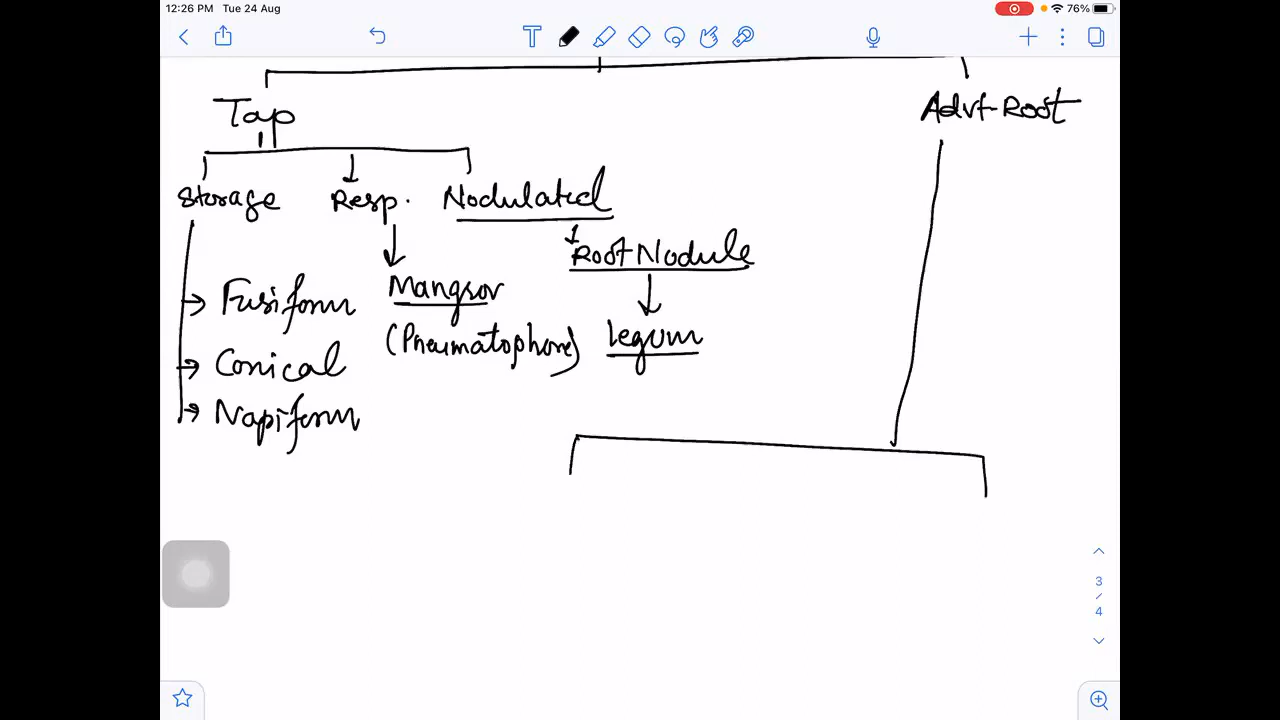 12:26 PM Tue 24 Aug
76%
Tap
Advt-Root
Storage
Resp.
Nodulated
Root Nodule
Fusiform
Mangrov
(Pneumatophore)
legum
Conical
Napiform
3
/
4